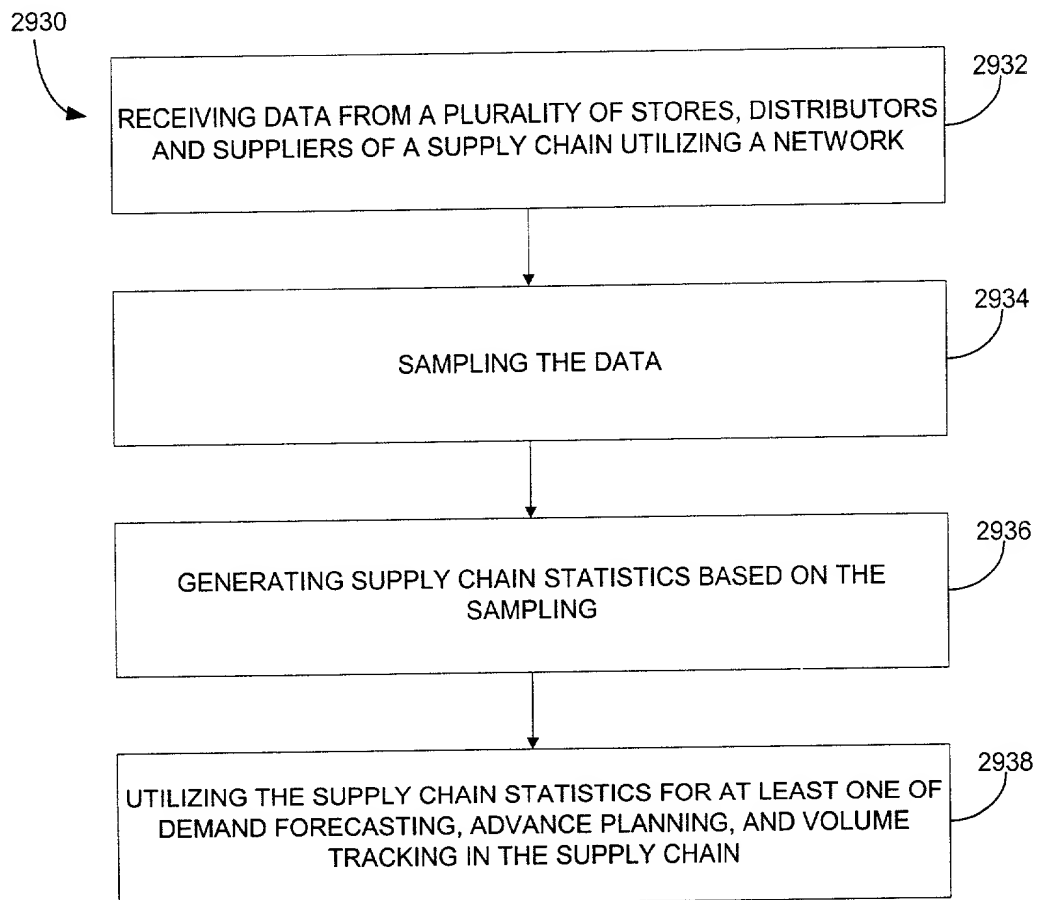 2930
2932
RECEIVING DATA FROM A PLURALITY OF STORES, DISTRIBUTORS
AND SUPPLIERS OF A SUPPLY CHAIN UTILIZING A NETWORK
2934
SAMPLING THE DATA
2936
GENERATING SUPPLY CHAIN STATISTICS BASED ON THE
SAMPLING
2938
UTILIZING THE SUPPLY CHAIN STATISTICS FOR AT LEAST ONE OF
DEMAND FORECASTING, ADVANCE PLANNING, AND VOLUME
TRACKING IN THE SUPPLY CHAIN